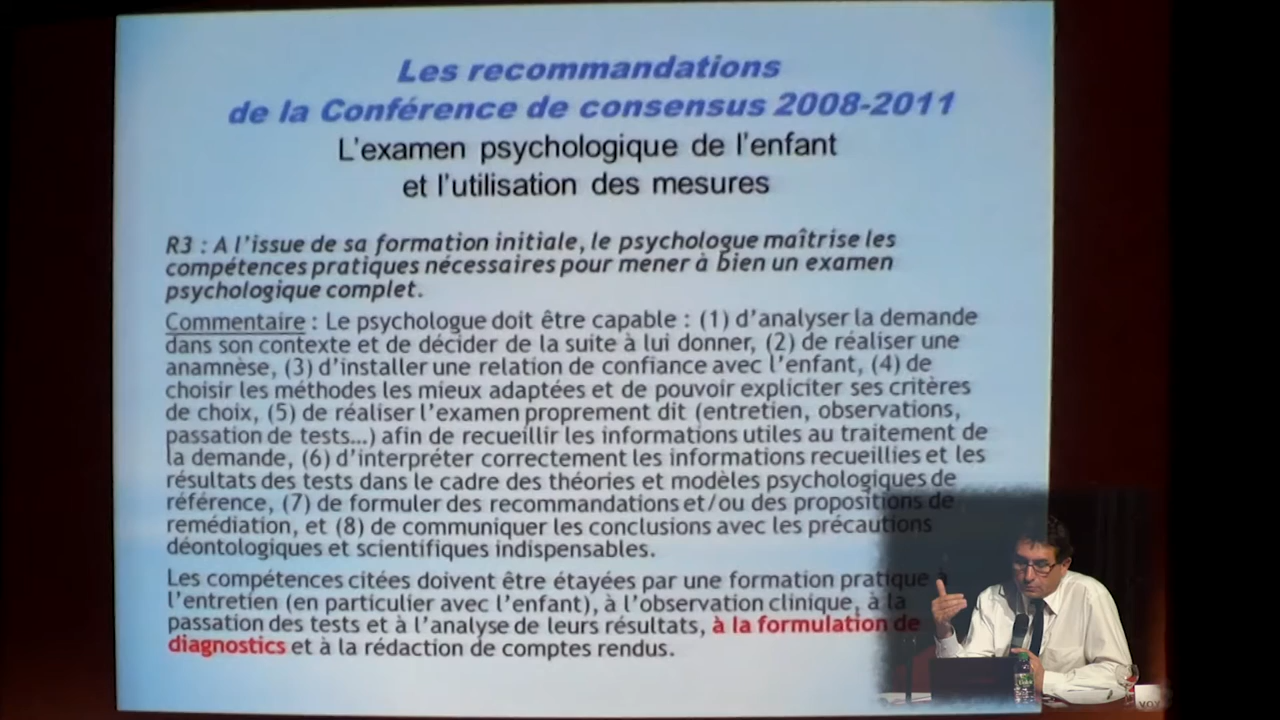 Les recommandations
de la Conférence de consensus 2008-2011
L'examen psychologique de l'enfant
et l'utilisation des mesures
R3 : A l'issue de sa formation initiale, le psychologue maîtrise les
compétences pratiques nécessaires pour mener à bien un examen
psychologique complet.
Commentaire : Le psychologue doit être capable : (1) d'analyser la demande
dans son contexte et de décider de la suite à lui donner, (2) de réaliser une
anamnèse, (3) d'installer une relation de confiance avec l'enfant, (4) de
choisir les méthodes les mieux adaptées et de pouvoir expliciter ses critères
de choix, (5) de réaliser l'examen proprement dit (entretien, observations,
passation de tests…) afin de recueillir les informations utiles au traitement de
la demande, (6) d'interpréter correctement les informations recueillies et les
résultats des tests dans le cadre des théories et modèles psychologiques de
référence, (7) de formuler des recommandations et/ou des propositions de
remédiation, et (8) de communiquer les conclusions avec les précautions
déontologiques et scientifiques indispensables.
Les compétences citées doivent être étayées par une formation pratique à
l'entretien (en particulier avec l'enfant), à l'observation clinique, à la
passation des tests et à l'analyse de leurs résultats, à la formulation de
diagnostics et à la rédaction de comptes rendus.
VOX